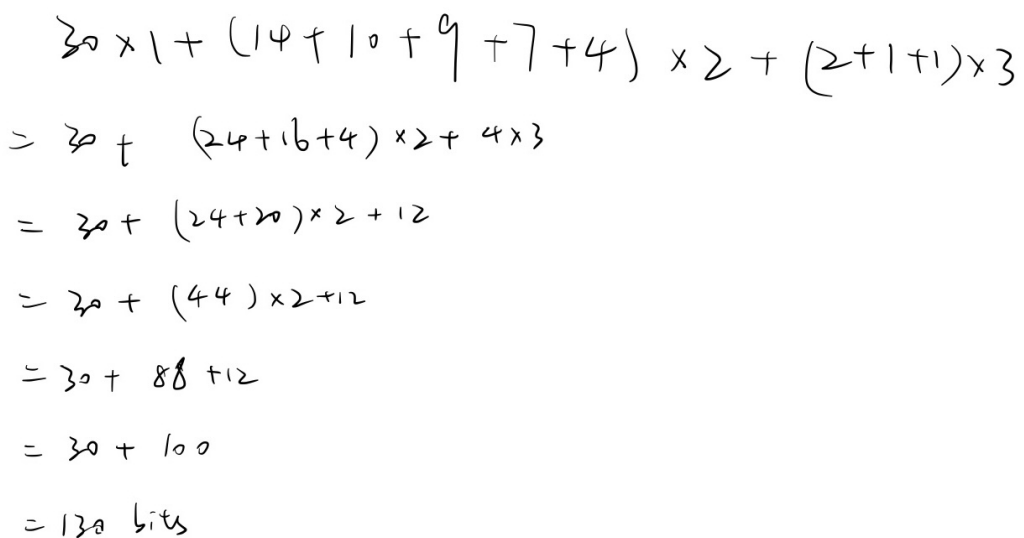 30 × 1 + (14 + 10 + 9 + 7 + 4) × 2 + (2 + 1 + 1) × 3
= 30 + (24 + 16 + 4) × 2 + 4 × 3
= 30 + (24 + 20) × 2 + 12
= 30 + (44) × 2 + 12
= 30 + 88 + 12
= 30 + 100
= 130 bits